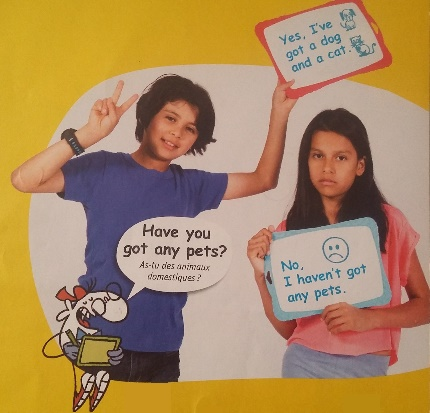 Yes, I've
got a dog
and a cat.
Have you
got any pets?
As-tu des animaux
domestiques ?
No,
I haven't got
any pets.